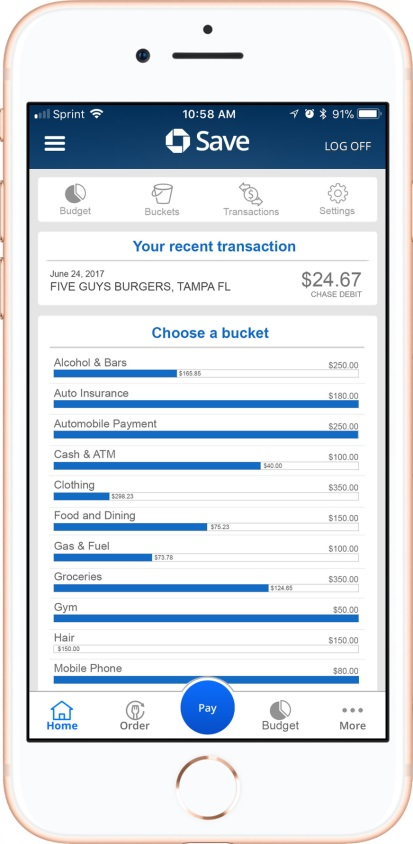 Sprint 10:58 AM 91%
Save LOG OFF
Budget Buckets Transactions Settings
Your recent transaction
June 24, 2017
FIVE GUYS BURGERS, TAMPA FL $24.67
CHASE DEBIT
Choose a bucket
Alcohol & Bars $250.00
$165.85
Auto Insurance $180.00
Automobile Payment $250.00
Cash & ATM $100.00
$40.00
Clothing $350.00
$298.23
Food and Dining $150.00
$75.23
Gas & Fuel $100.00
$73.78
Groceries $350.00
$124.65
Gym $50.00
Hair $150.00
$150.00
Mobile Phone $80.00
Home Order Pay Budget More